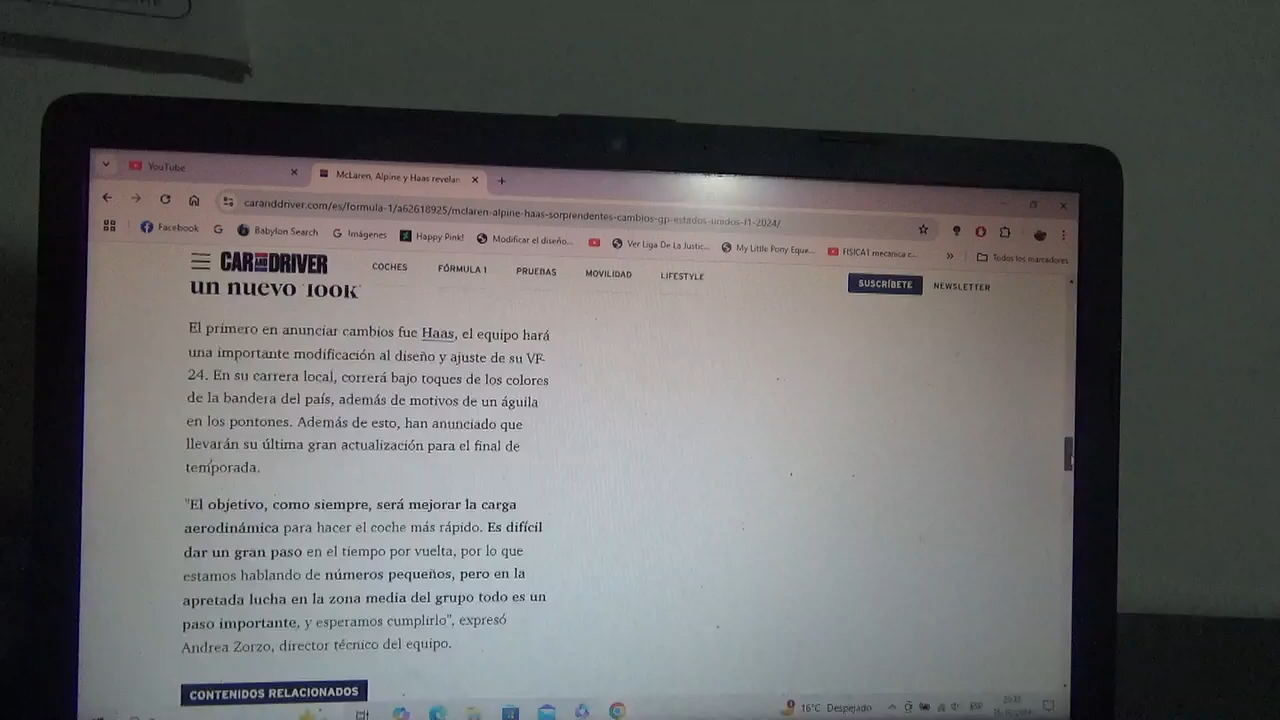 YouTube
McLaren, Alpine y Haas revelan
caranddriver.com/es/formula-1/a62618925/mclaren-alpine-haas-sorprendentes-cambios-gp-estados-unidos-f1-2024/
Facebook
Babylon Search
Imágenes
Happy Pink!
Modificar el diseño...
Ver Liga De La Justic...
My Little Pony Eque...
FISICA1 mecanica c...
»
Todos los marcadores
CAR AND DRIVER
COCHES
FÓRMULA 1
PRUEBAS
MOVILIDAD
LIFESTYLE
SUSCRÍBETE
NEWSLETTER
un nuevo 'look'
El primero en anunciar cambios fue Haas, el equipo hará
una importante modificación al diseño y ajuste de su VF-
24. En su carrera local, correrá bajo toques de los colores
de la bandera del país, además de motivos de un águila
en los pontones. Además de esto, han anunciado que
llevarán su última gran actualización para el final de
temporada.
"El objetivo, como siempre, será mejorar la carga
aerodinámica para hacer el coche más rápido. Es difícil
dar un gran paso en el tiempo por vuelta, por lo que
estamos hablando de números pequeños, pero en la
apretada lucha en la zona media del grupo todo es un
paso importante, y esperamos cumplirlo", expresó
Andrea Zorzo, director técnico del equipo.
CONTENIDOS RELACIONADOS
16°C Despejado
ESP